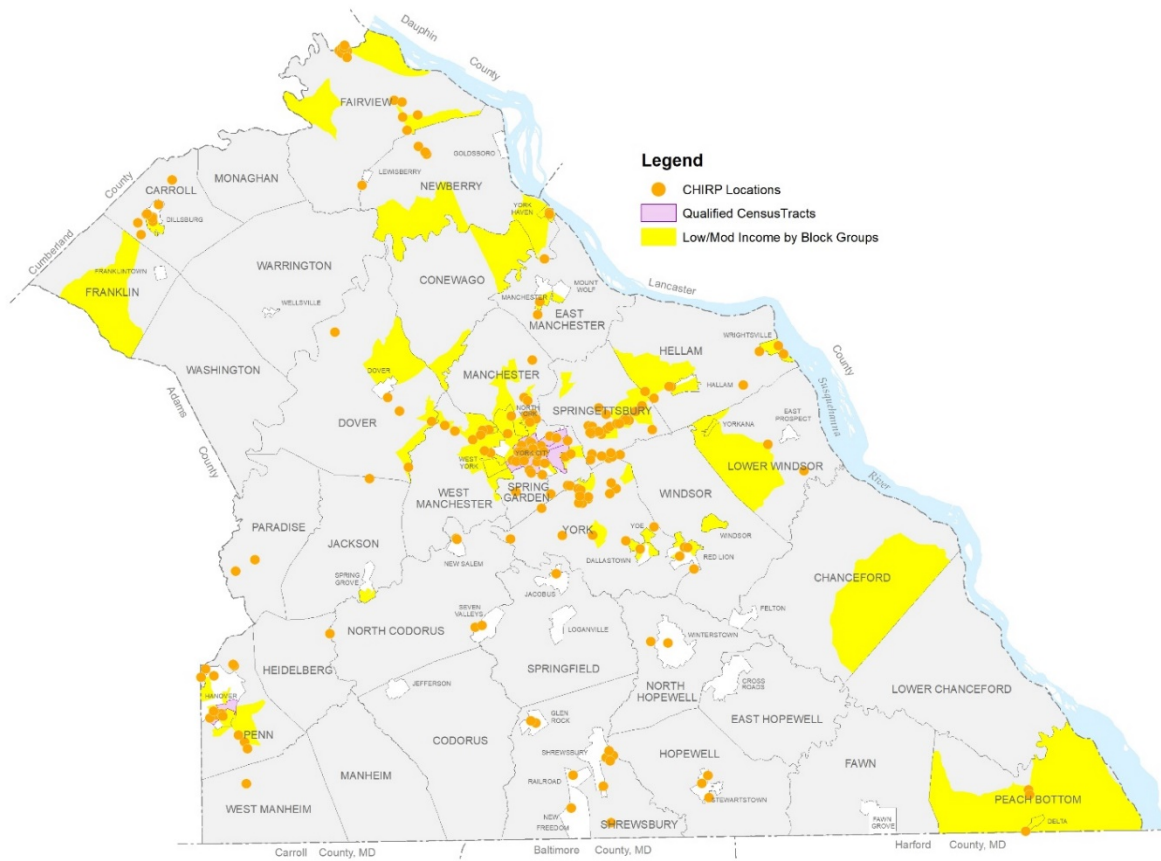 Dauphin
County
FAIRVIEW
GOLDSBORO
LEWISBERRY
NEWBERRY
MONAGHAN
CARROLL
DILLSBURG
County
Cumberland
FRANKLINTOWN
FRANKLIN
WARRINGTON
WELLSVILLE
YORK
HAVEN
CONEWAGO
Legend
CHIRP Locations
Qualified CensusTracts
Low/Mod Income by Block Groups
Lancaster
County
MOUNT
WOLF
MANCHESTER
EAST
MANCHESTER
WASHINGTON
DOVER
MANCHESTER
HELLAM
WRIGHTSVILLE
HALLAM
Susquehanna
River
Adams
County
DOVER
NORTH
YORK
SPRINGETTSBURY
EAST
PROSPECT
YORKANA
LOWER WINDSOR
WEST
YORK
YORK CITY
SPRING
GARDEN
WEST
MANCHESTER
WINDSOR
PARADISE
JACKSON
YORK
YOE
WINDSOR
DALLASTOWN
RED LION
NEW SALEM
SPRING
GROVE
JACOBUS
CHANCEFORD
SEVEN
VALLEYS
LOGANVILLE
FELTON
NORTH CODORUS
WINTERSTOWN
HEIDELBERG
SPRINGFIELD
NORTH
HOPEWELL
CROSS
ROADS
LOWER CHANCEFORD
JEFFERSON
HANOVER
PENN
CODORUS
GLEN
ROCK
EAST HOPEWELL
SHREWSBURY
HOPEWELL
FAWN
MANHEIM
RAILROAD
WEST MANHEIM
STEWARTSTOWN
PEACH BOTTOM
NEW
FREEDOM
SHREWSBURY
FAWN
GROVE
DELTA
Carroll County, MD
Baltimore County, MD
Harford County, MD